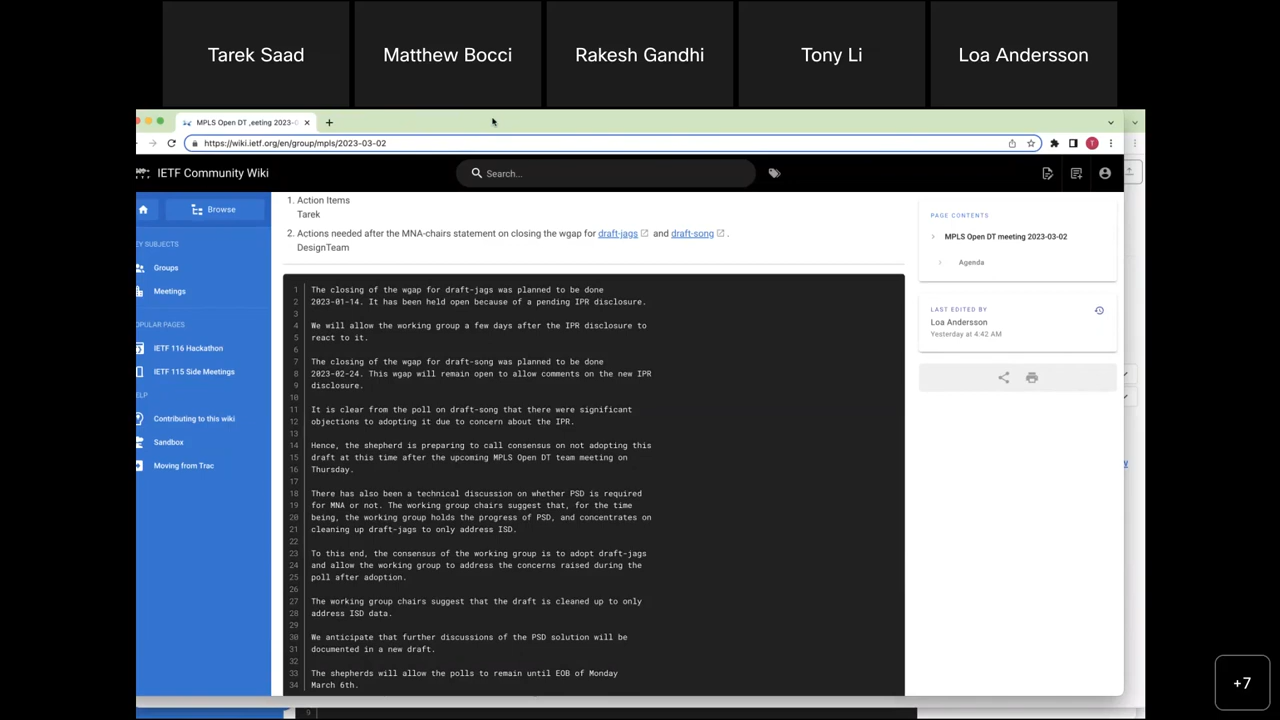 Tarek Saad
Matthew Bocci
Rakesh Gandhi
Tony Li
Loa Andersson
MPLS Open DT ,eeting 2023-
https://wiki.ietf.org/en/group/mpls/2023-03-02
T
IETF Community Wiki
Search...
Browse
EY SUBJECTS
Groups
Meetings
OPULAR PAGES
IETF 116 Hackathon
IETF 115 Side Meetings
ELP
Contributing to this wiki
Sandbox
Moving from Trac
1. Action Items
Tarek
2. Actions needed after the MNA-chairs statement on closing the wgap for draft-jags and draft-song .
DesignTeam
1 The closing of the wgap for draft-jags was planned to be done
2 2023-01-14. It has been held open because of a pending IPR disclosure.
3
4 We will allow the working group a few days after the IPR disclosure to
5 react to it.
6
7 The closing of the wgap for draft-song was planned to be done
8 2023-02-24. This wgap will remain open to allow comments on the new IPR
9 disclosure.
10
11 It is clear from the poll on draft-song that there were significant
12 objections to adopting it due to concern about the IPR.
13
14 Hence, the shepherd is preparing to call consensus on not adopting this
15 draft at this time after the upcoming MPLS Open DT team meeting on
16 Thursday.
17
18 There has also been a technical discussion on whether PSD is required
19 for MNA or not. The working group chairs suggest that, for the time
20 being, the working group holds the progress of PSD, and concentrates on
21 cleaning up draft-jags to only address ISD.
22
23 To this end, the consensus of the working group is to adopt draft-jags
24 and allow the working group to address the concerns raised during the
25 poll after adoption.
26
27 The working group chairs suggest that the draft is cleaned up to only
28 address ISD data.
29
30 We anticipate that further discussions of the PSD solution will be
31 documented in a new draft.
32
33 The shepherds will allow the polls to remain until EOB of Monday
34 March 6th.
PAGE CONTENTS
MPLS Open DT meeting 2023-03-02
Agenda
LAST EDITED BY
Loa Andersson
Yesterday at 4:42 AM
+7
9